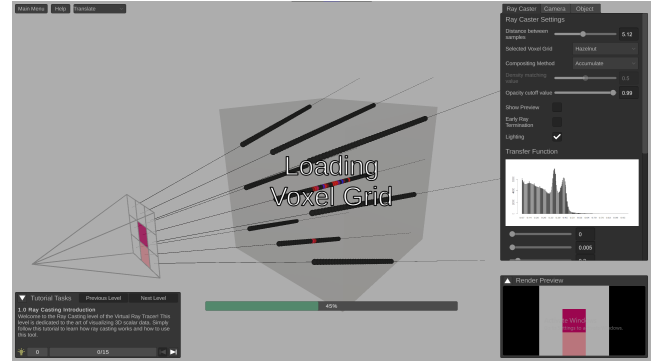 Main Menu
Help
Translate
Ray Caster
Camera
Object
Ray Caster Settings
Distance between samples
5.12
Selected Voxel Grid
Hazelnut
Compositing Method
Accumulate
Density matching value
0.5
Opacity cutoff value
0.99
Show Preview
Early Ray Termination
Lighting
Transfer Function
0
0.005
Loading
Voxel Grid
45%
Tutorial Tasks
Previous Level
Next Level
1.0 Ray Casting Introduction
Welcome to the Ray Casting level of the Virtual Ray Tracer! This
level is dedicated to the art of visualizing 3D scalar data. Simply
follow this tutorial to learn how ray casting works and how to use
this tool.
0
0/15
Render Preview